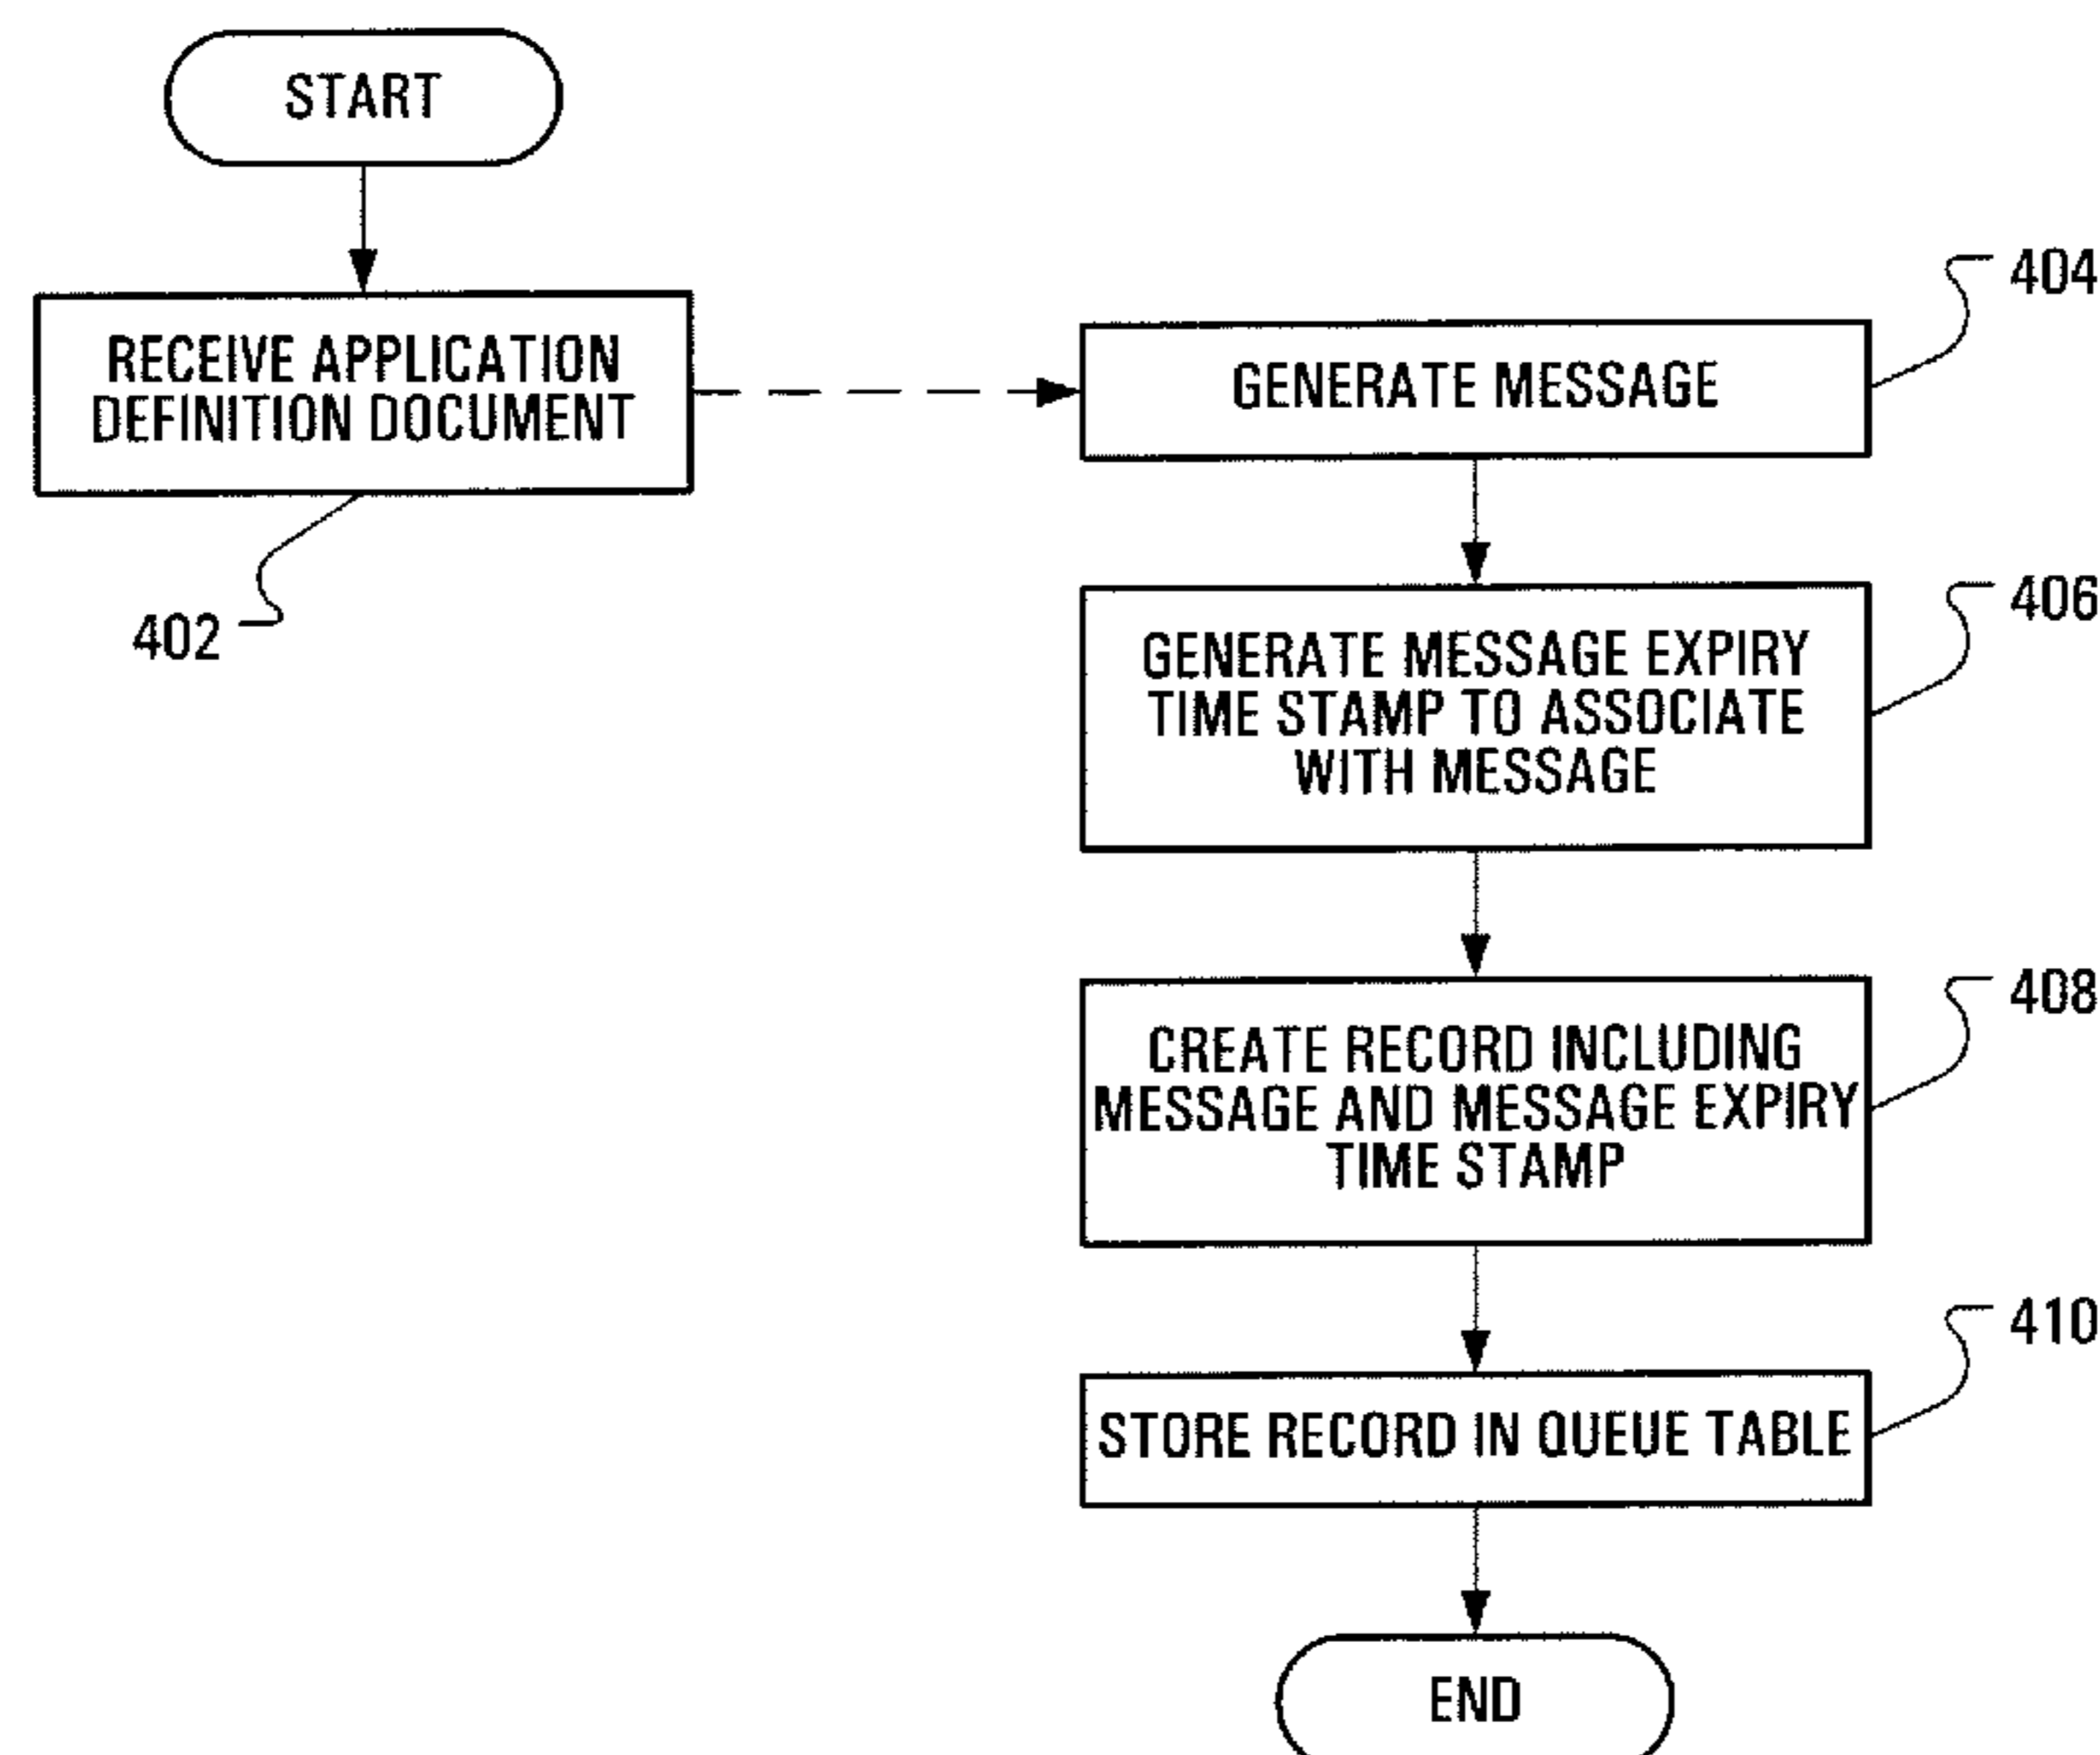 START
RECEIVE APPLICATION
DEFINITION DOCUMENT
402
GENERATE MESSAGE
404
GENERATE MESSAGE EXPIRY
TIME STAMP TO ASSOCIATE
WITH MESSAGE
406
CREATE RECORD INCLUDING
MESSAGE AND MESSAGE EXPIRY
TIME STAMP
408
STORE RECORD IN QUEUE TABLE
410
END